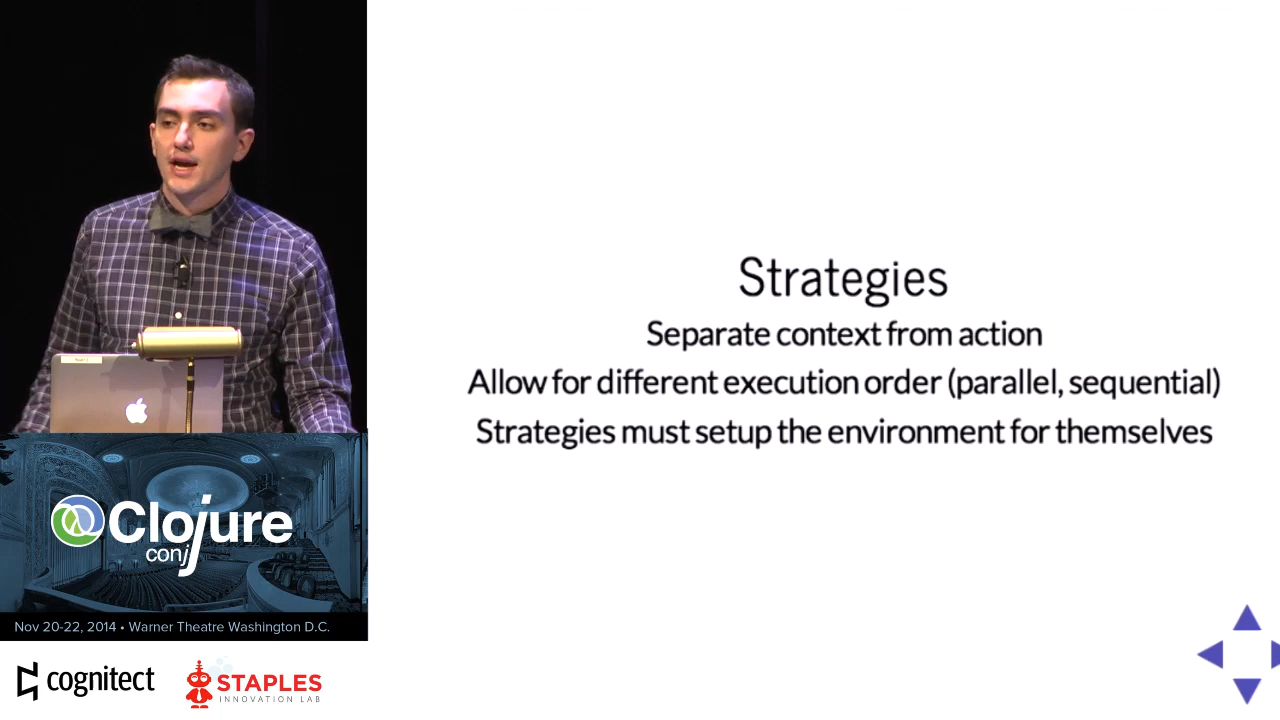 Strategies
Separate context from action
Allow for different execution order (parallel, sequential)
Strategies must setup the environment for themselves
Clojure
conj
Nov 20-22, 2014 • Warner Theatre Washington D.C.
cognitect
STAPLES
INNOVATION LAB